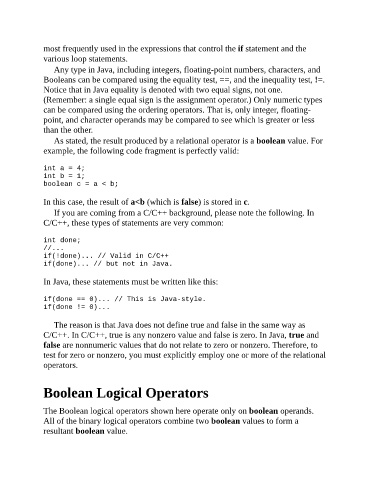 most frequently used in the expressions that control the if statement and the
various loop statements.
Any type in Java, including integers, floating-point numbers, characters, and
Booleans can be compared using the equality test, ==, and the inequality test, !=.
Notice that in Java equality is denoted with two equal signs, not one.
(Remember: a single equal sign is the assignment operator.) Only numeric types
can be compared using the ordering operators. That is, only integer, floating-
point, and character operands may be compared to see which is greater or less
than the other.
As stated, the result produced by a relational operator is a boolean value. For
example, the following code fragment is perfectly valid:
int a = 4;
int b = 1;
boolean c = a < b;
In this case, the result of a<b (which is false) is stored in c.
If you are coming from a C/C++ background, please note the following. In
C/C++, these types of statements are very common:
int done;
//...
if(!done)... // Valid in C/C++
if(done)... // but not in Java.
In Java, these statements must be written like this:
if(done == 0)... // This is Java-style.
if(done != 0)...
The reason is that Java does not define true and false in the same way as
C/C++. In C/C++, true is any nonzero value and false is zero. In Java, true and
false are nonnumeric values that do not relate to zero or nonzero. Therefore, to
test for zero or nonzero, you must explicitly employ one or more of the relational
operators.
Boolean Logical Operators
The Boolean logical operators shown here operate only on boolean operands.
All of the binary logical operators combine two boolean values to form a
resultant boolean value.